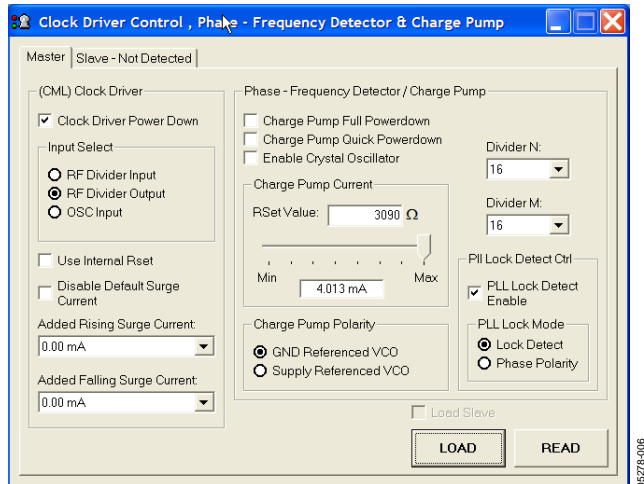 Clock Driver Control , Phase - Frequency Detector & Charge Pump
Master
Slave - Not Detected
(CML) Clock Driver
Clock Driver Power Down
Input Select
RF Divider Input
RF Divider Output
OSC Input
Use Internal Rset
Disable Default Surge
Current
Added Rising Surge Current:
0.00 mA
Added Falling Surge Current:
0.00 mA
Phase - Frequency Detector / Charge Pump
Charge Pump Full Powerdown
Charge Pump Quick Powerdown
Enable Crystal Oscillator
Charge Pump Current
RSet Value: 3090 Ω
Min
4.013 mA
Max
Charge Pump Polarity
GND Referenced VCO
Supply Referenced VCO
Divider N:
16
Divider M:
16
Pll Lock Detect Ctrl
PLL Lock Detect
Enable
PLL Lock Mode
Lock Detect
Phase Polarity
Load Slave
LOAD
READ